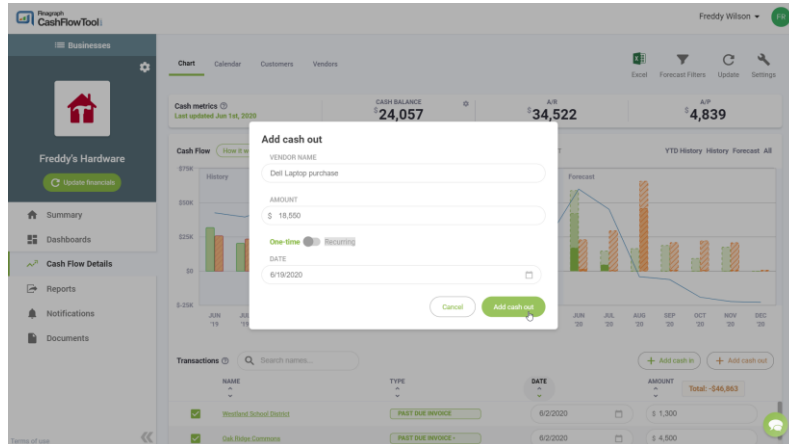 Finagraph
CashFlowTool
Freddy Wilson
FR
Businesses
Freddy's Hardware
Update financials
Summary
Dashboards
Cash Flow Details
Reports
Notifications
Documents
Terms of Use
Chart
Calendar
Customers
Vendors
Excel
Forecast Filters
Update
Settings
Cash metrics
Last updated Jun 1st, 2020
CASH BALANCE
$24,057
A/R
$34,522
A/P
$4,839
Cash Flow
How it w
YTD History History Forecast All
$75K
$50K
$25K
$0
$-25K
History
Forecast
JUN '19
JUN '20
JUL '20
AUG '20
SEP '20
OCT '20
NOV '20
DEC '20
Add cash out
VENDOR NAME
Dell Laptop purchase
AMOUNT
$ 18,550
One-time
Recurring
DATE
6/19/2020
Cancel
Add cash out
Transactions
Search names...
+ Add cash in
+ Add cash out
NAME
TYPE
DATE
AMOUNT
Total: -$46,863
Westland School District
PAST DUE INVOICE
6/2/2020
$ 1,300
Oak Ridge Commons
PAST DUE INVOICE -
6/2/2020
$ 4,500